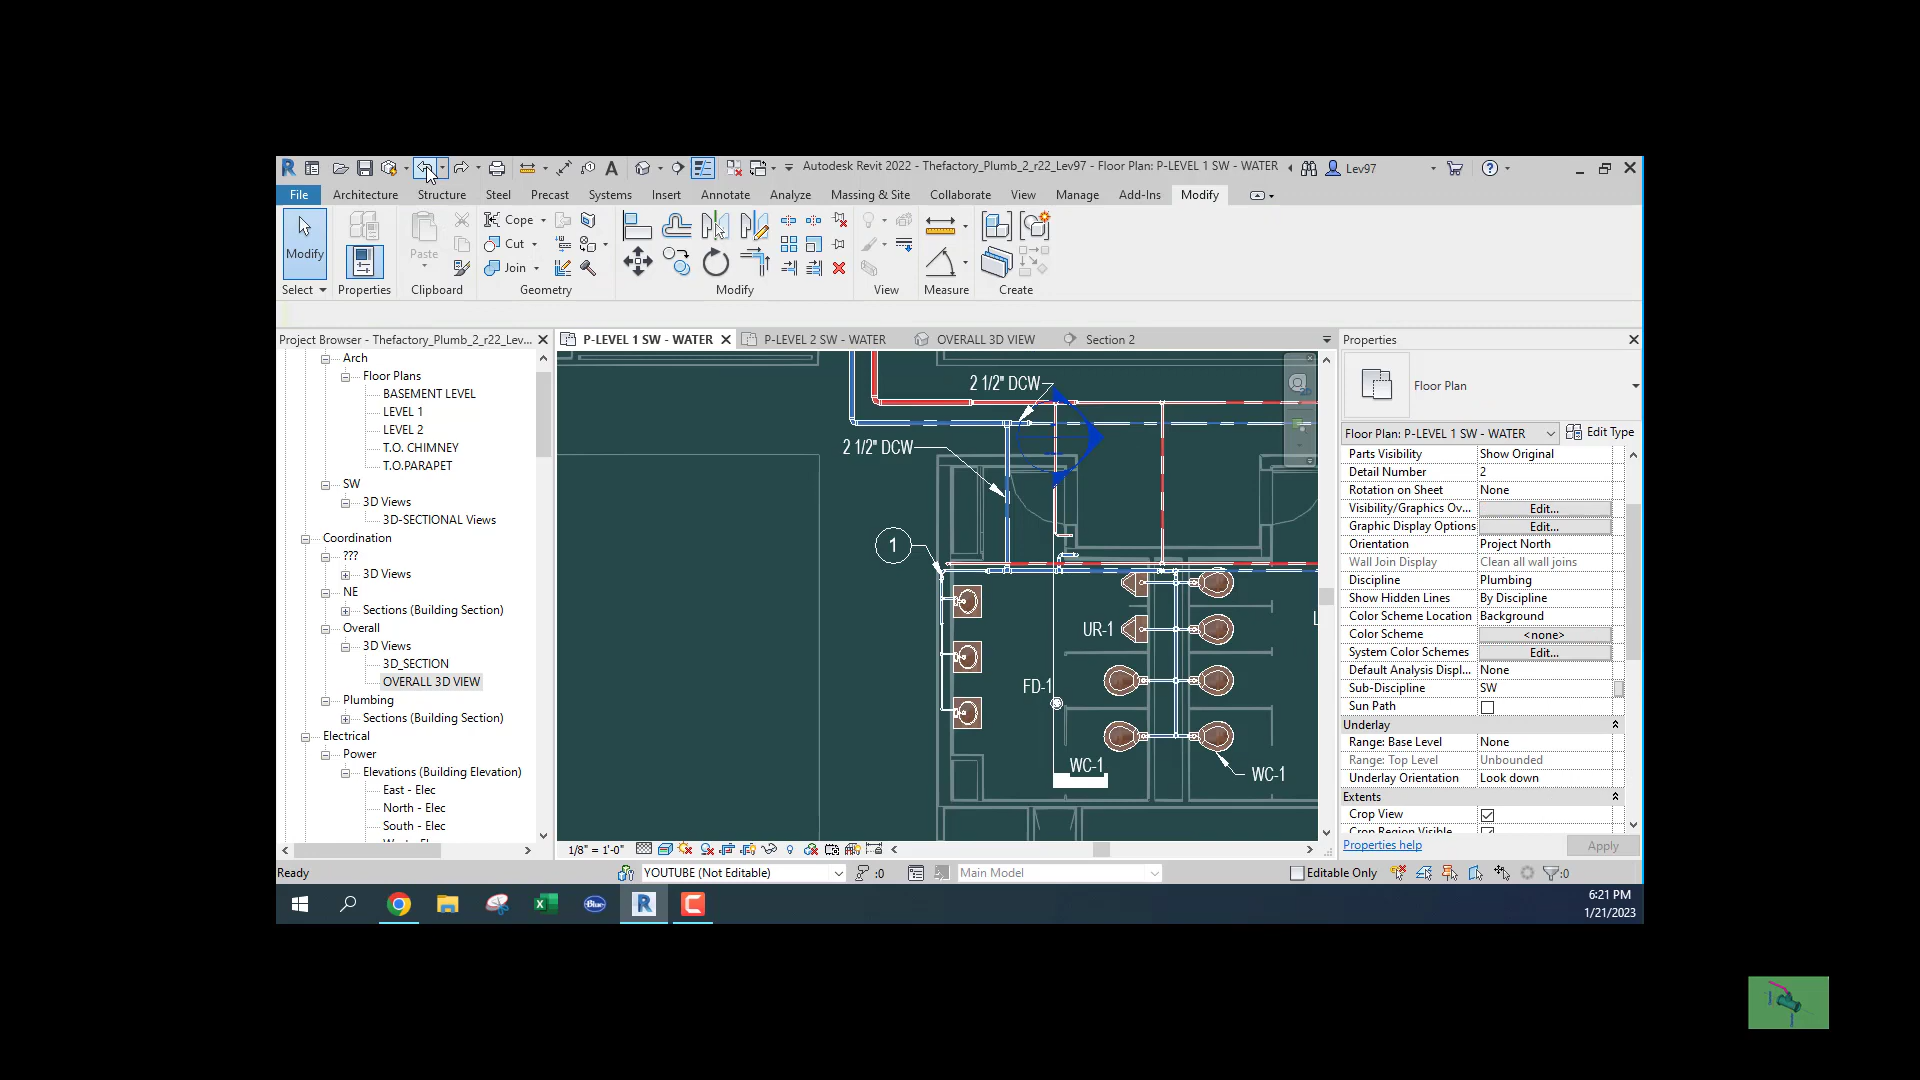 Autodesk Revit 2022 - Thefactory_Plumb_2_r22_Lev97 - Floor Plan: P-LEVEL 1 SW - WATER
Lev97
File Architecture Structure Steel Precast Systems Insert Annotate Analyze Massing & Site Collaborate View Manage Add-Ins Modify
Modify
Paste
Cope
Cut
Join
Select Properties Clipboard Geometry Modify View Measure Create
Project Browser - Thefactory_Plumb_2_r22_Lev...
P-LEVEL 1 SW - WATER
P-LEVEL 2 SW - WATER
OVERALL 3D VIEW
Section 2
Properties
Arch
Floor Plans
BASEMENT LEVEL
LEVEL 1
LEVEL 2
T.O. CHIMNEY
T.O.PARAPET
SW
3D Views
3D-SECTIONAL Views
Coordination
???
3D Views
NE
Sections (Building Section)
Overall
3D Views
3D_SECTION
OVERALL 3D VIEW
Plumbing
Sections (Building Section)
Electrical
Power
Elevations (Building Elevation)
East - Elec
North - Elec
South - Elec
2 1/2" DCW
2 1/2" DCW
1
UR-1
FD-1
WC-1
WC-1
Floor Plan
Floor Plan: P-LEVEL 1 SW - WATER
Edit Type
Parts Visibility Show Original
Detail Number 2
Rotation on Sheet None
Visibility/Graphics Ov... Edit...
Graphic Display Options Edit...
Orientation Project North
Wall Join Display Clean all wall joins
Discipline Plumbing
Show Hidden Lines By Discipline
Color Scheme Location Background
Color Scheme <none>
System Color Schemes Edit...
Default Analysis Displ... None
Sub-Discipline SW
Sun Path
Underlay
Range: Base Level None
Range: Top Level Unbounded
Underlay Orientation Look down
Extents
Crop View
Crop Region Visible
Properties help
Apply
1/8" = 1'-0"
Ready
YOUTUBE (Not Editable)
:0
Main Model
Editable Only
:0
6:21 PM
1/21/2023